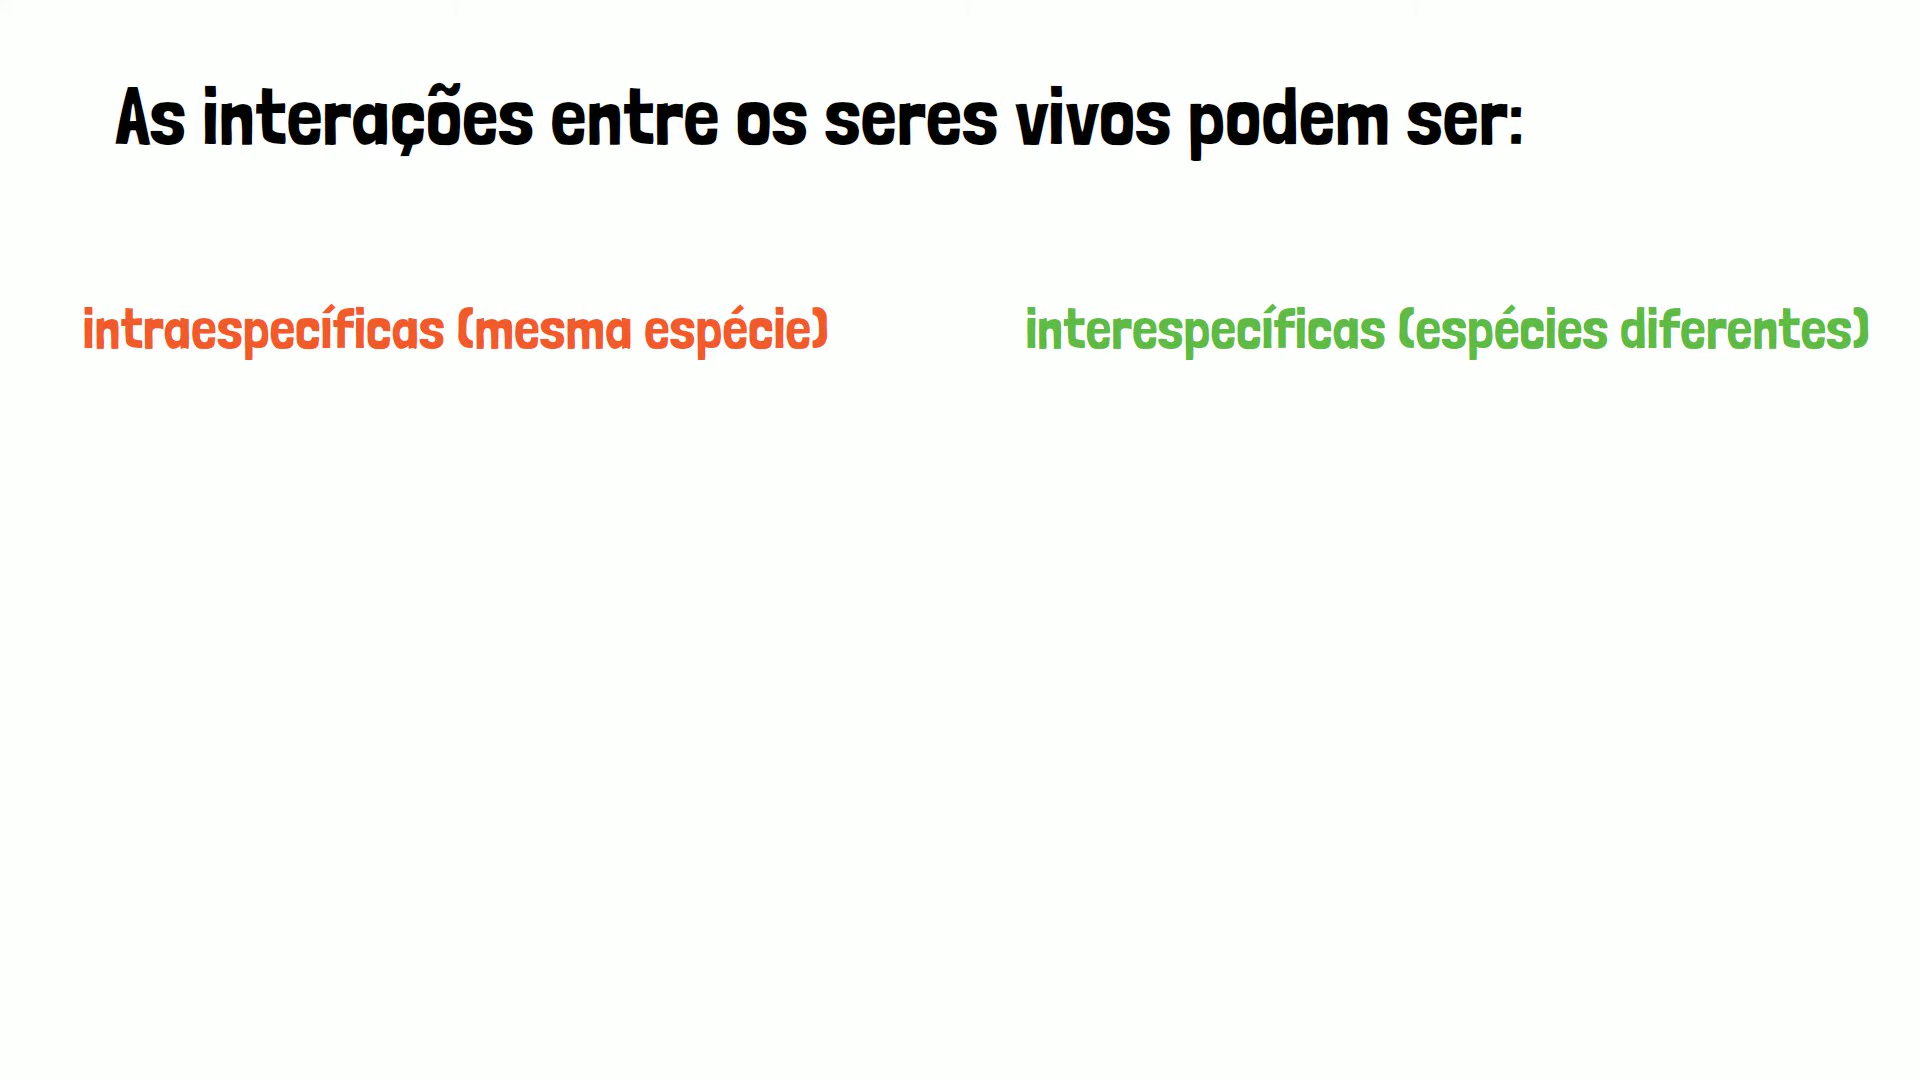 As interações entre os seres vivos podem ser:
intraespecíficas (mesma espécie)
interespecíficas (espécies diferentes)